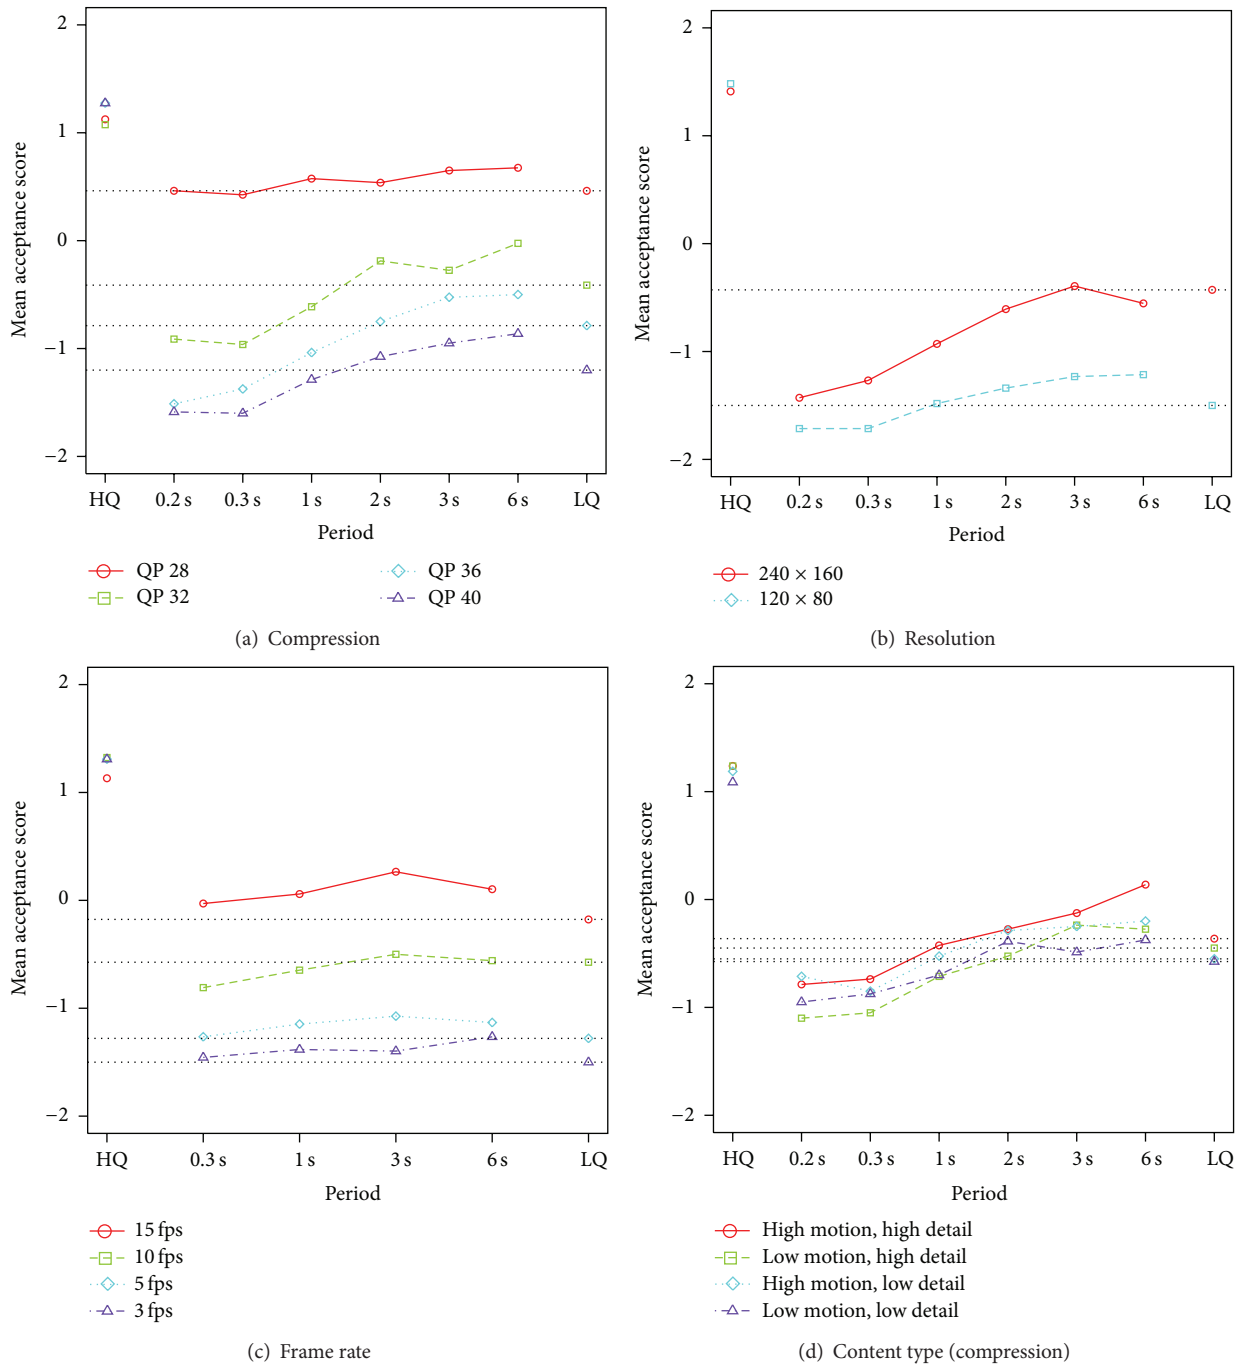 2
1
0
−1
−2
Mean acceptance score
HQ 0.2 s 0.3 s 1 s 2 s 3 s 6 s LQ
Period
QP 28
QP 32
QP 36
QP 40
(a) Compression
2
1
0
−1
−2
Mean acceptance score
HQ 0.2 s 0.3 s 1 s 2 s 3 s 6 s LQ
Period
240 × 160
120 × 80
(b) Resolution
2
1
0
−1
−2
Mean acceptance score
HQ 0.3 s 1 s 3 s 6 s LQ
Period
15 fps
10 fps
5 fps
3 fps
(c) Frame rate
2
1
0
−1
−2
Mean acceptance score
HQ 0.2 s 0.3 s 1 s 2 s 3 s 6 s LQ
Period
High motion, high detail
Low motion, high detail
High motion, low detail
Low motion, low detail
(d) Content type (compression)